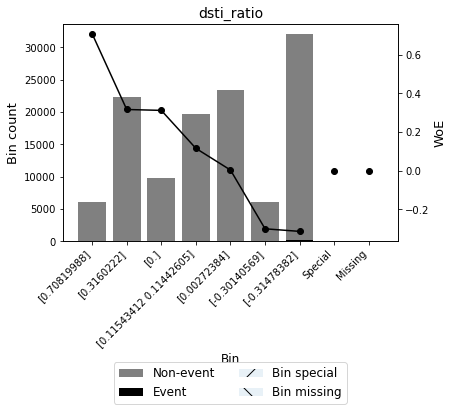 dsti_ratio
30000
25000
20000
15000
10000
5000
0
Bin count
0.6
0.4
0.2
0.0
−0.2
WoE
[0.70819988]
[0.3160222]
[0.]
[0.11543412 0.11442605]
[0.00272384]
[-0.30140569]
[-0.31478382]
Special
Missing
Bin
Non-event
Event
Bin special
Bin missing